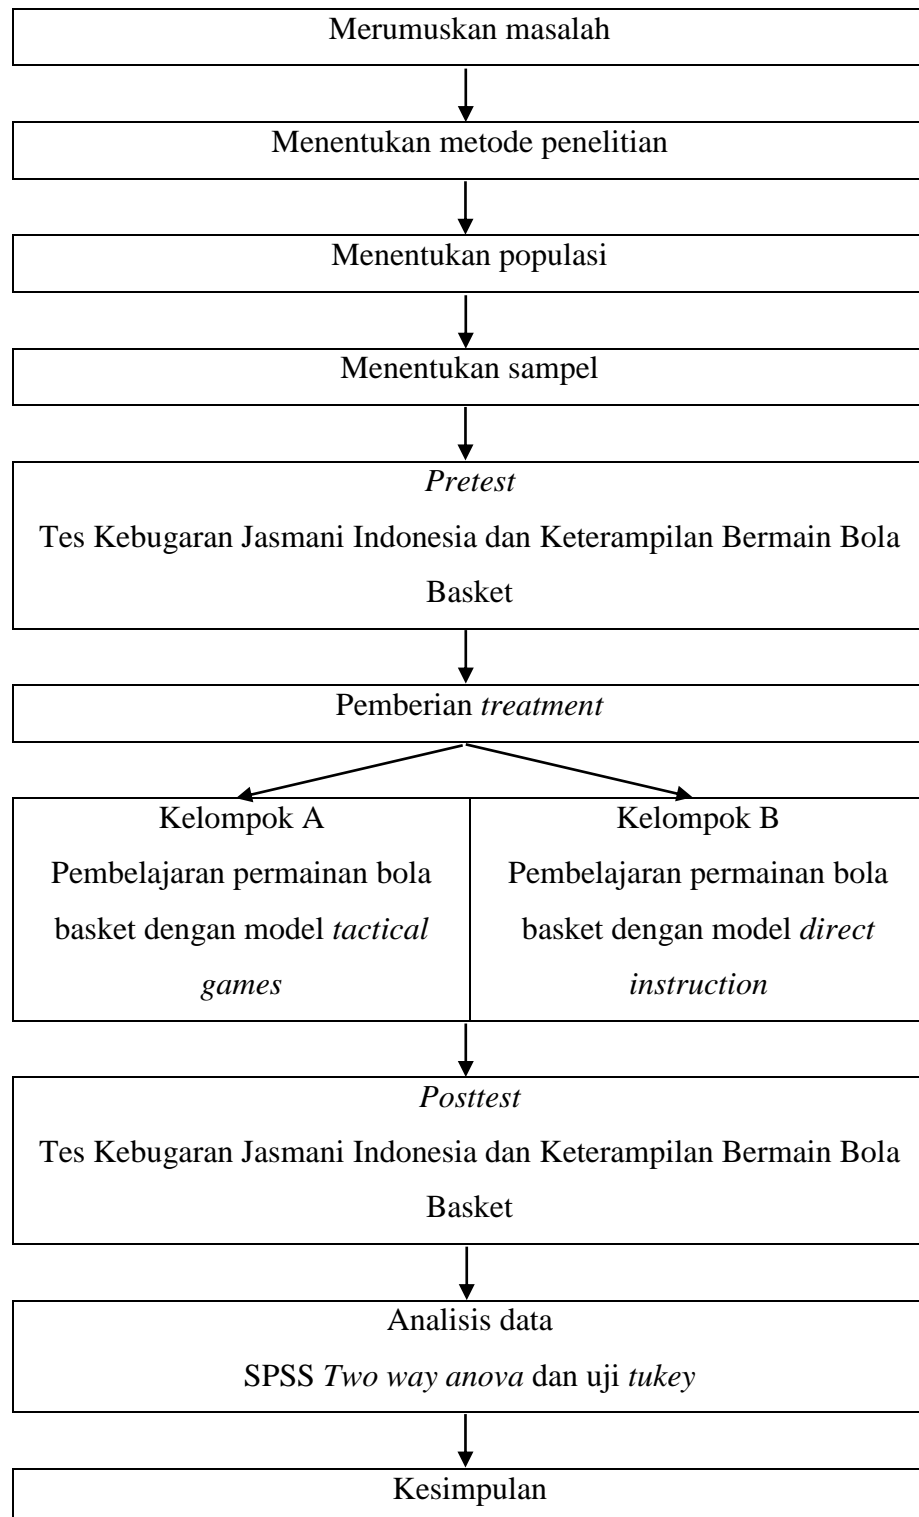 Merumuskan masalah
Menentukan metode penelitian
Menentukan populasi
Menentukan sampel
Pretest
Tes Kebugaran Jasmani Indonesia dan Keterampilan Bermain Bola
Basket
Pemberian treatment
Kelompok A
Pembelajaran permainan bola
basket dengan model tactical
games
Kelompok B
Pembelajaran permainan bola
basket dengan model direct
instruction
Posttest
Tes Kebugaran Jasmani Indonesia dan Keterampilan Bermain Bola
Basket
Analisis data
SPSS Two way anova dan uji tukey
Kesimpulan